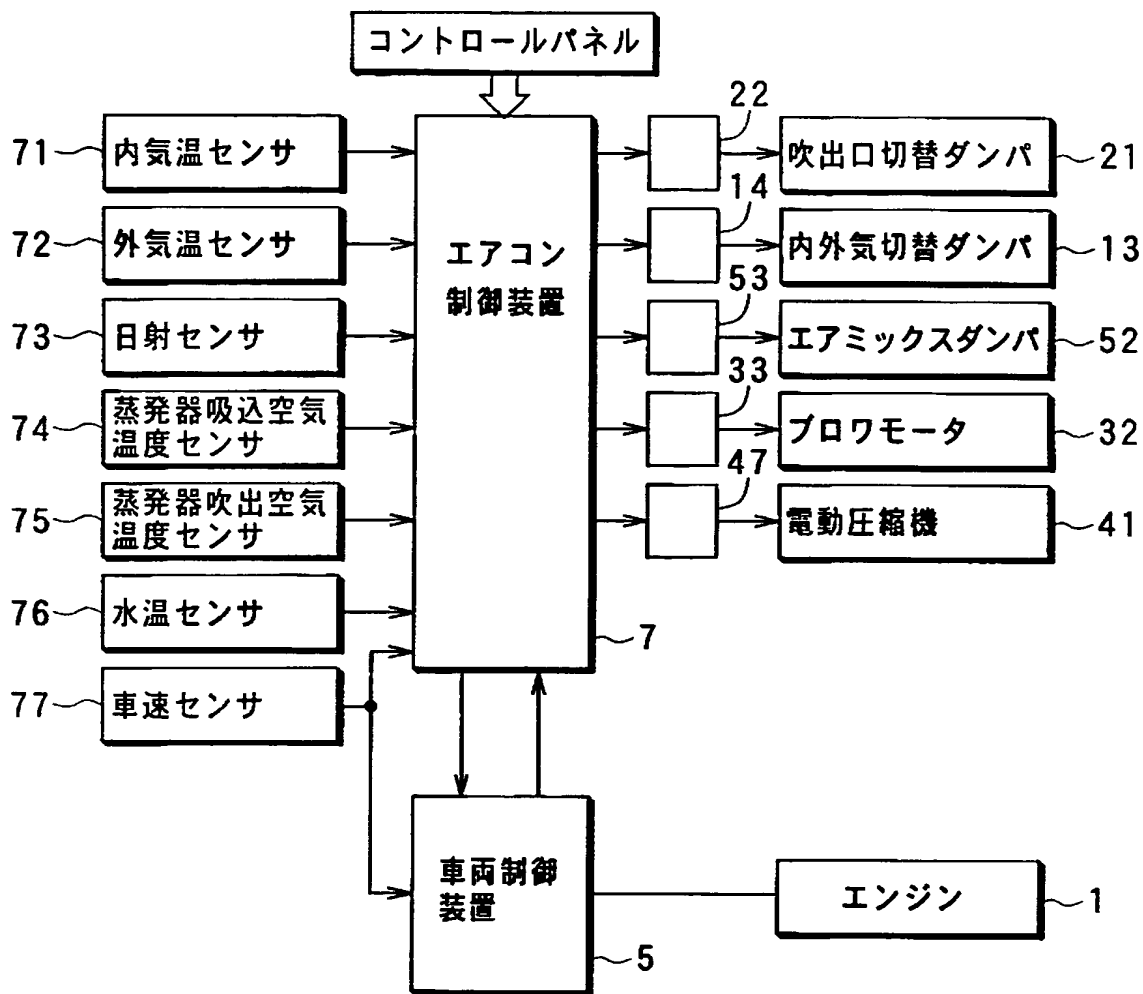 コントロールパネル
71
内気温センサ
72
外気温センサ
73
日射センサ
74
蒸発器吸込空気
温度センサ
75
蒸発器吹出空気
温度センサ
76
水温センサ
77
車速センサ
エアコン
制御装置
7
22
吹出口切替ダンパ
21
14
内外気切替ダンパ
13
53
エアミックスダンパ
52
33
ブロワモータ
32
47
電動圧縮機
41
車両制御
装置
5
エンジン
1